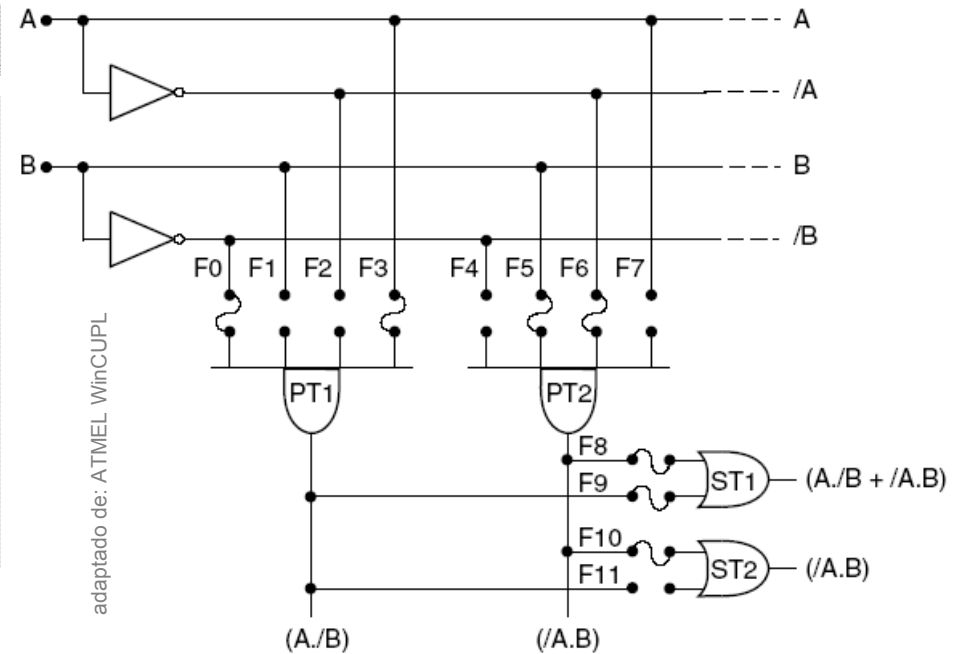 A A
/A
B B
/B
F0 F1 F2 F3 F4 F5 F6 F7
PT1 PT2
F8
F9
ST1 (A./B + /A.B)
F10
F11
ST2 (/A.B)
(A./B) (/A.B)
adaptado de: ATMEL WinCUPL